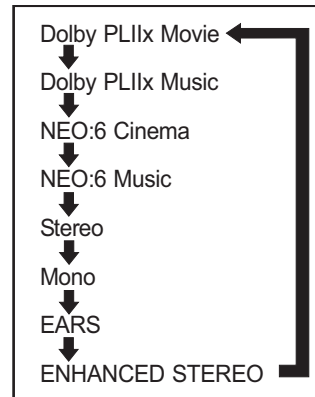 Dolby PLIIx Movie
Dolby PLIIx Music
NEO:6 Cinema
NEO:6 Music
Stereo
Mono
EARS
ENHANCED STEREO